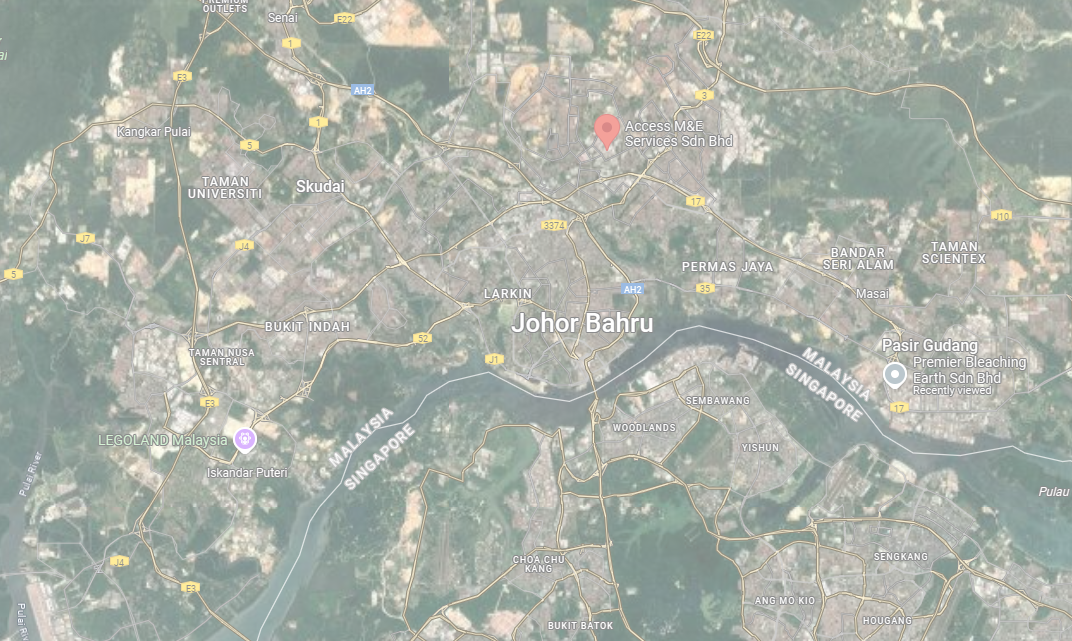 PREMIUM
OUTLETS
Senai
E22
1
E22
E3
AH2
3
1
Kangkar Pulai
Access M&E
Services Sdn Bhd
5
TAMAN
UNIVERSITI
Skudai
17
J10
3374
J7
J4
5
BANDAR
SERI ALAM
TAMAN
SCIENTEX
PERMAS JAYA
AH2
35
LARKIN
Masai
Johor Bahru
BUKIT INDAH
52
TAMAN NUSA
SENTRAL
J1
Pasir Gudang
Premier Bleaching
Earth Sdn Bhd
Recently viewed
MALAYSIA
SINGAPORE
E3
17
SEMBAWANG
WOODLANDS
MALAYSIA
SINGAPORE
LEGOLAND Malaysia
YISHUN
Iskandar Puteri
Pulai River
Pulau
J4
CHOA CHU
KANG
SENGKANG
E3
ANG MO KIO
HOUGANG
BUKIT BATOK